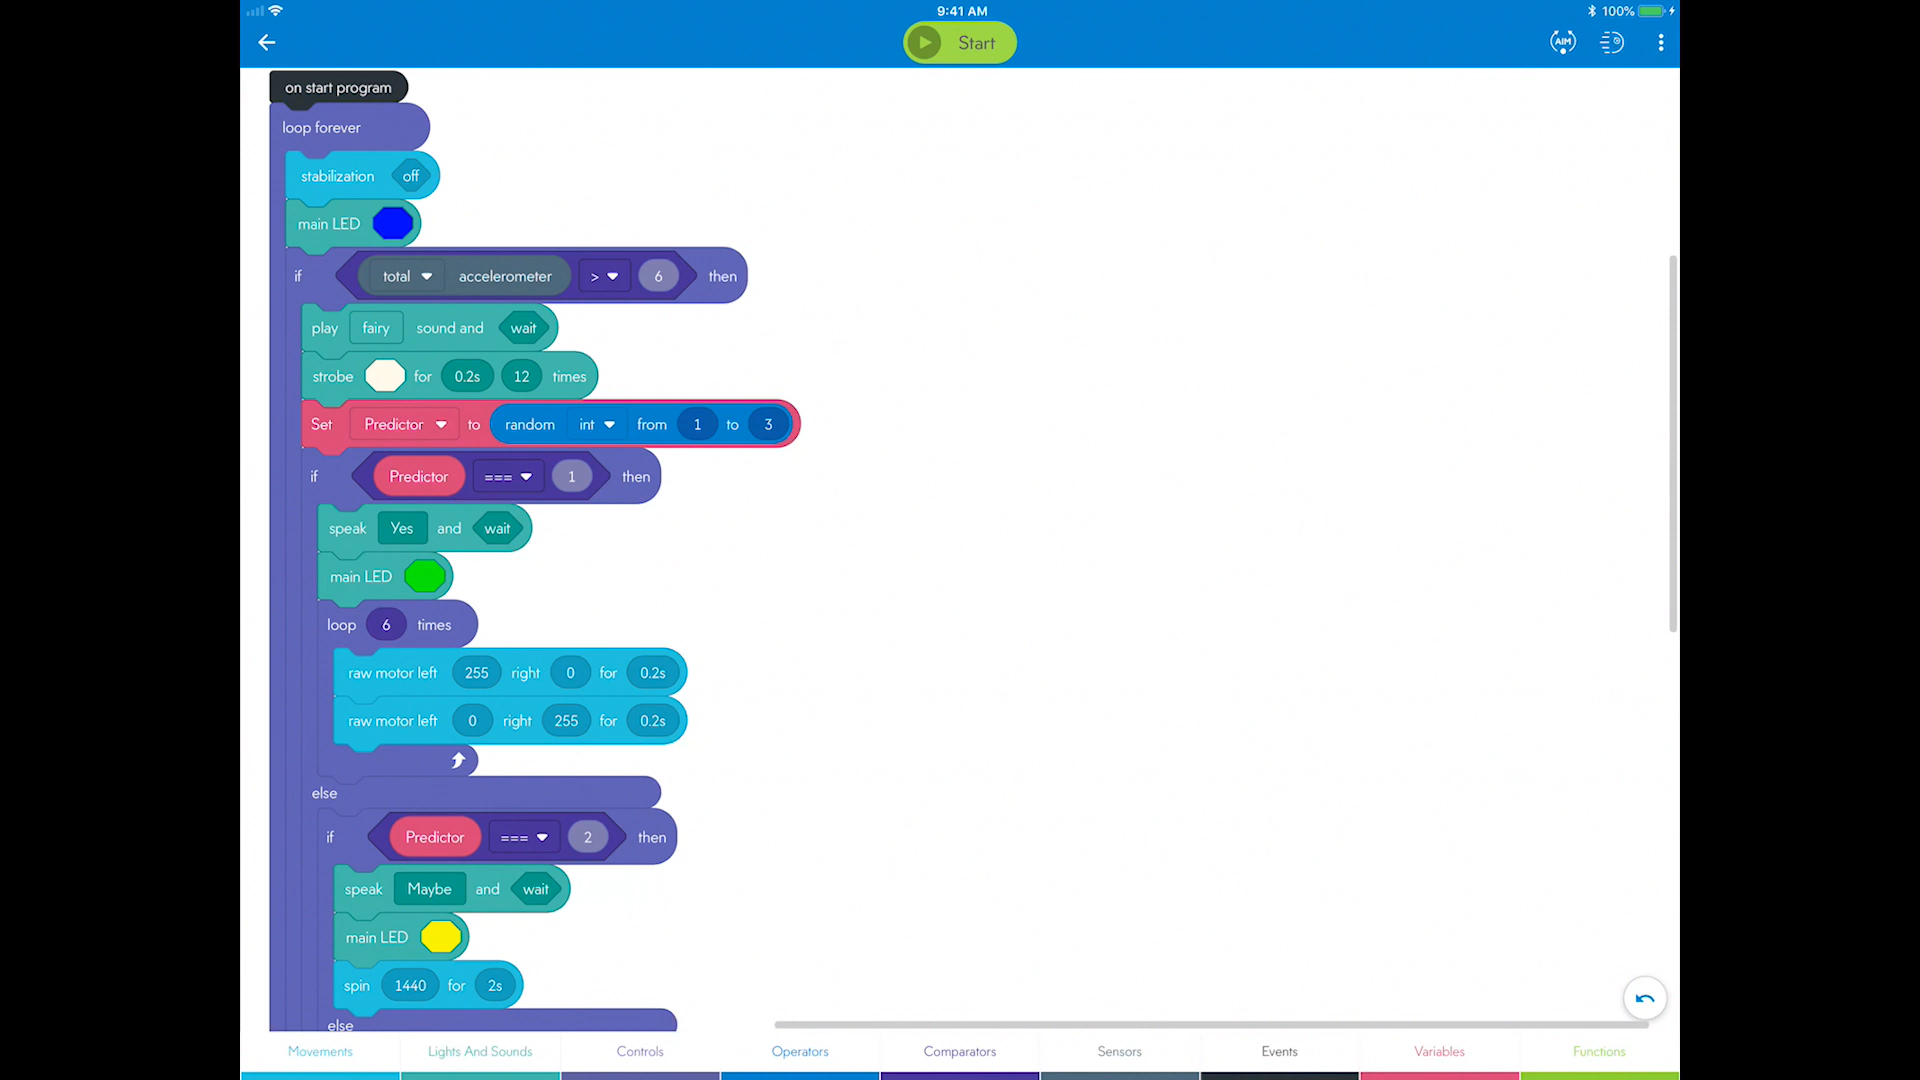 9:41 AM
100%
Start
AIM
on start program
loop forever
stabilization off
main LED
if total accelerometer > 6 then
play fairy sound and wait
strobe for 0.2s 12 times
Set Predictor to random int from 1 to 3
if Predictor === 1 then
speak Yes and wait
main LED
loop 6 times
raw motor left 255 right 0 for 0.2s
raw motor left 0 right 255 for 0.2s
else
if Predictor === 2 then
speak Maybe and wait
main LED
spin 1440 for 2s
else
Movements Lights And Sounds Controls Operators Comparators Sensors Events Variables Functions